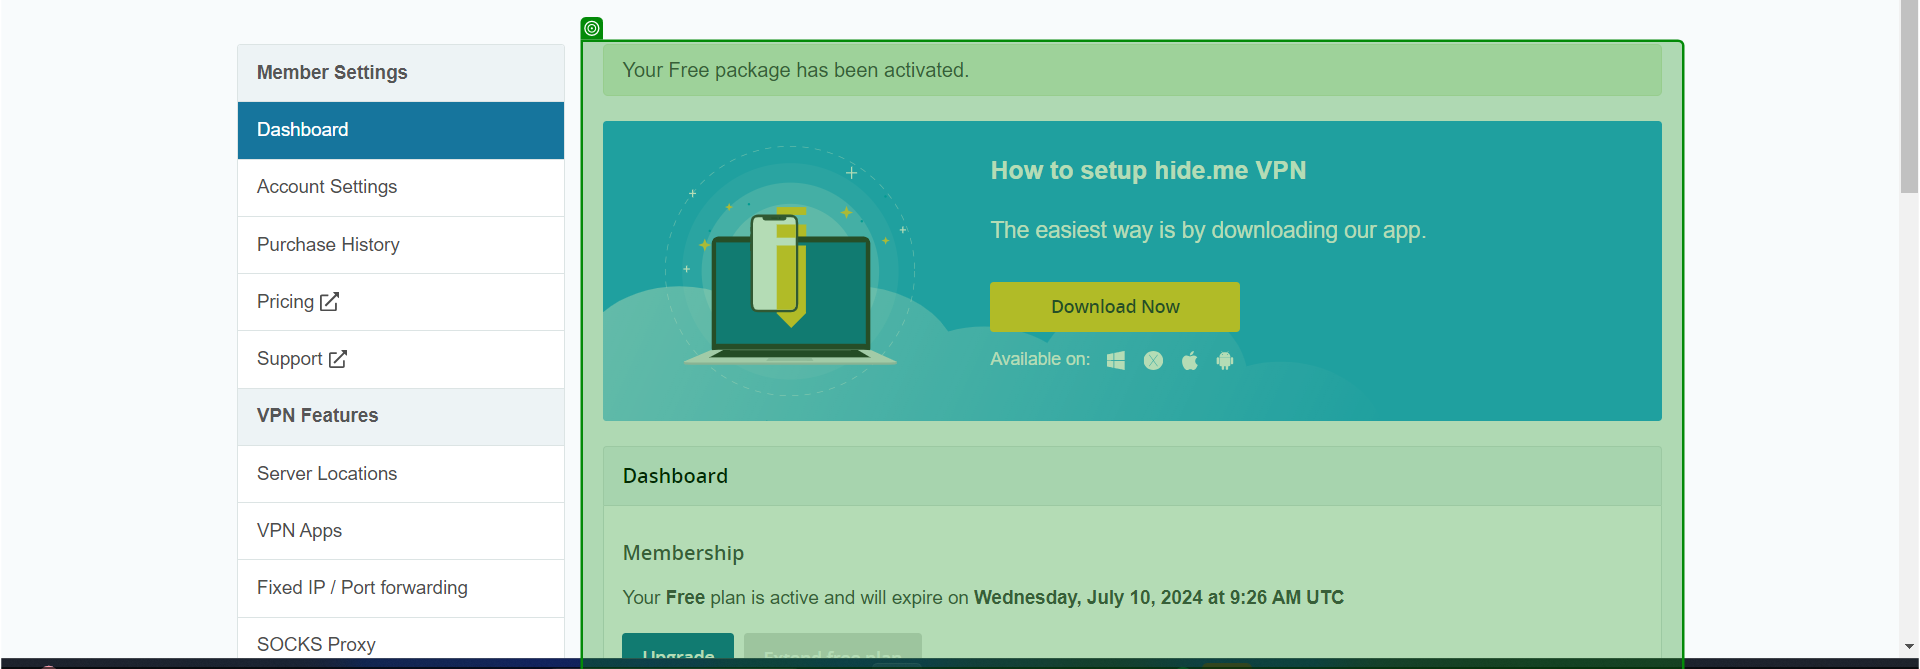 Member Settings
Dashboard
Account Settings
Purchase History
Pricing
Support
VPN Features
Server Locations
VPN Apps
Fixed IP / Port forwarding
SOCKS Proxy
Your Free package has been activated.
How to setup hide.me VPN
The easiest way is by downloading our app.
Download Now
Available on:
Dashboard
Membership
Your Free plan is active and will expire on Wednesday, July 10, 2024 at 9:26 AM UTC
Upgrade
Extend free plan